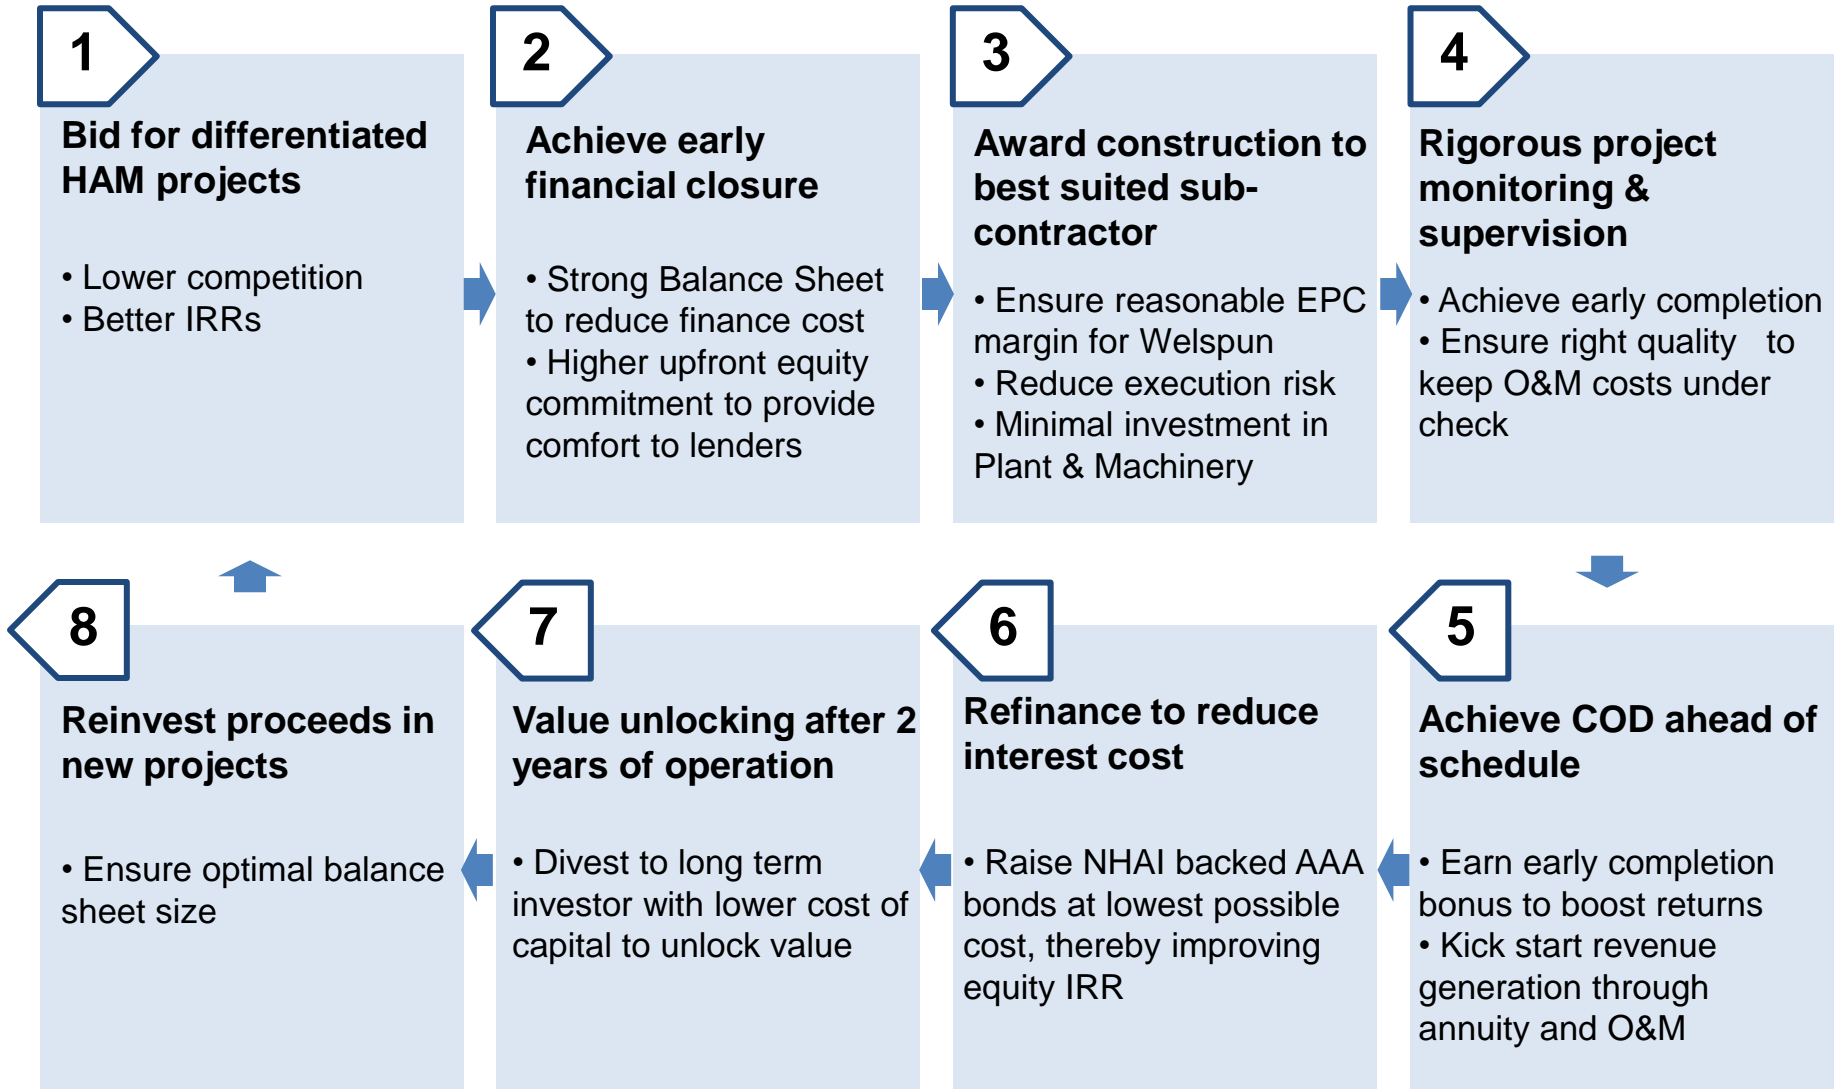 1
Bid for differentiated
HAM projects
• Lower competition
• Better IRRs
2
Achieve early
financial closure
• Strong Balance Sheet
to reduce finance cost
• Higher upfront equity
commitment to provide
comfort to lenders
3
Award construction to
best suited sub-
contractor
• Ensure reasonable EPC
margin for Welspun
• Reduce execution risk
• Minimal investment in
Plant & Machinery
4
Rigorous project
monitoring &
supervision
• Achieve early completion
• Ensure right quality to
keep O&M costs under
check
5
Achieve COD ahead of
schedule
• Earn early completion
bonus to boost returns
• Kick start revenue
generation through
annuity and O&M
6
Refinance to reduce
interest cost
• Raise NHAI backed AAA
bonds at lowest possible
cost, thereby improving
equity IRR
7
Value unlocking after 2
years of operation
• Divest to long term
investor with lower cost of
capital to unlock value
8
Reinvest proceeds in
new projects
• Ensure optimal balance
sheet size